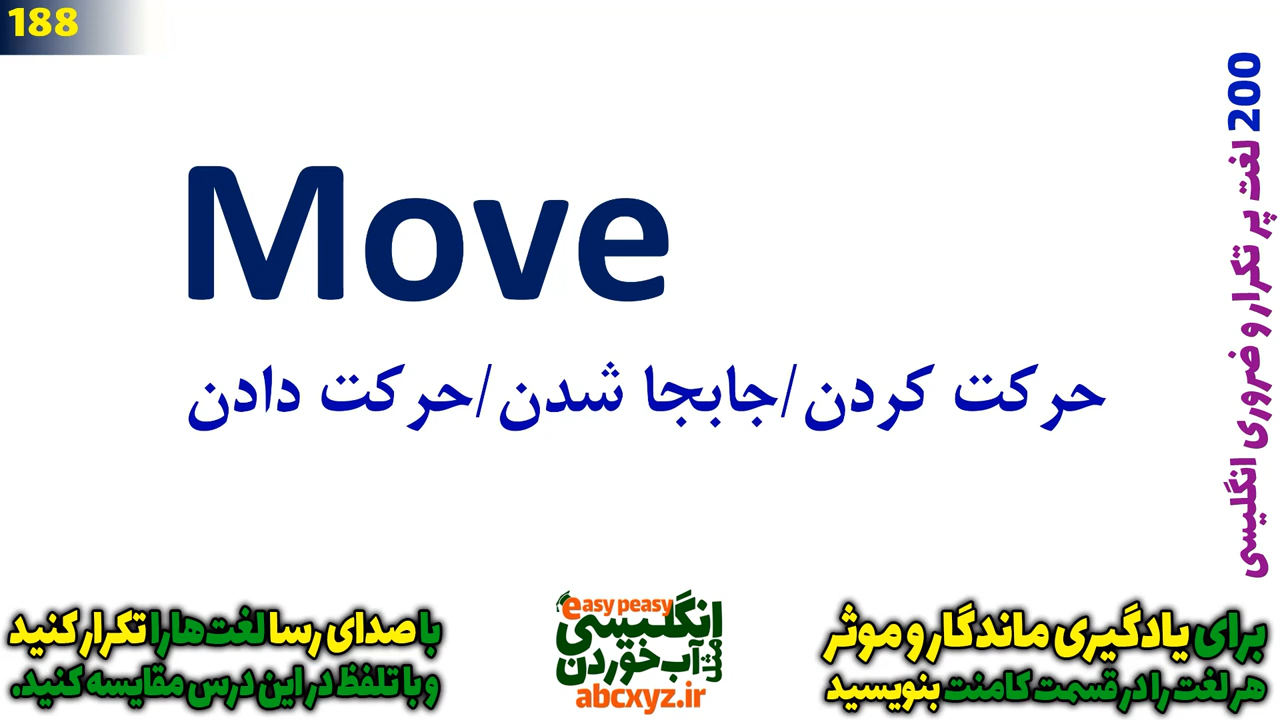 188
200 لغت پر تکرار و ضروری انگلیسی
Move
حرکت کردن/جابجا شدن/حرکت دادن
برای یادگیری ماندگار و موثر
هر لغت را در قسمت کامنت بنویسید
easy peasy
انگلیسی
مثل آب خوردن
abcxyz.ir
با صدای رسا لغت‌ها را تکرار کنید
و با تلفظ در این درس مقایسه کنید.